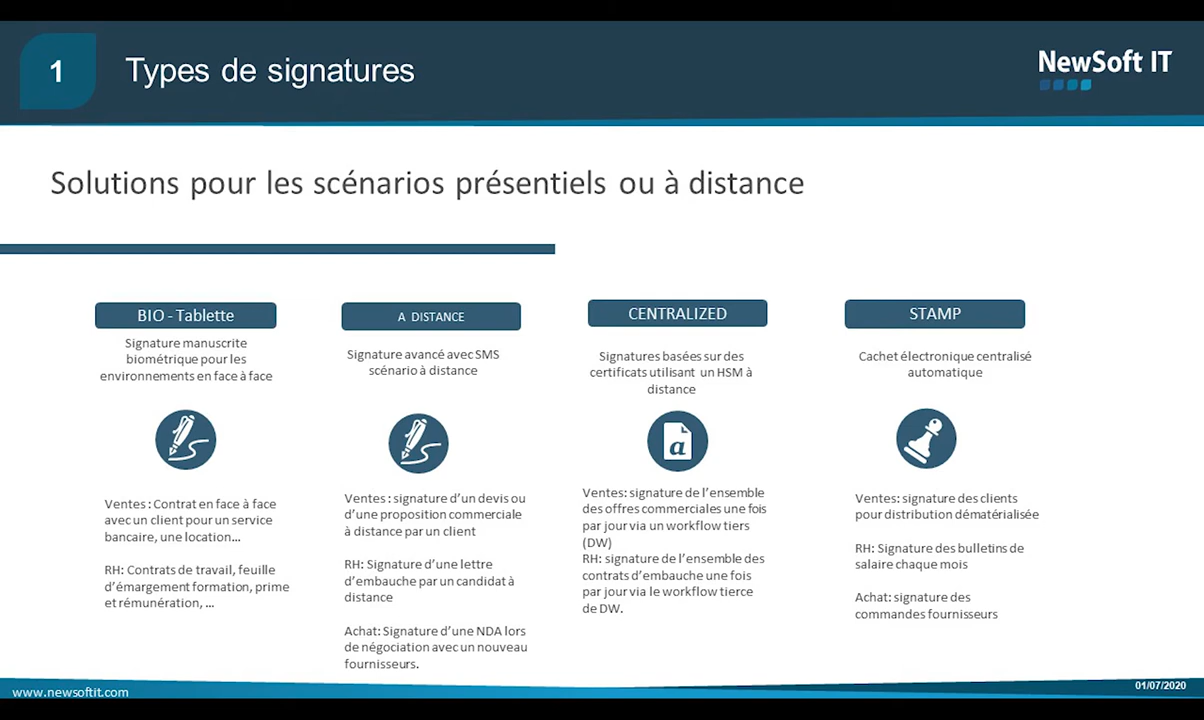 1
Types de signatures
NewSoft IT
Solutions pour les scénarios présentiels ou à distance
BIO - Tablette
Signature manuscrite
biométrique pour les
environnements en face à face
Ventes : Contrat en face à face
avec un client pour un service
bancaire, une location...
RH: Contrats de travail, feuille
d'émargement formation, prime
et rémunération, ...
A DISTANCE
Signature avancé avec SMS
scénario à distance
Ventes : signature d'un devis ou
d'une proposition commerciale
à distance par un client
RH: Signature d'une lettre
d'embauche par un candidat à
distance
Achat: Signature d'une NDA lors
de négociation avec un nouveau
fournisseurs.
CENTRALIZED
Signatures basées sur des
certificats utilisant un HSM à
distance
a
Ventes: signature de l'ensemble
des offres commerciales une fois
par jour via un workflow tiers
(DW)
RH: signature de l'ensemble des
contrats d'embauche une fois
par jour via le workflow tierce
de DW.
STAMP
Cachet électronique centralisé
automatique
Ventes: signature des clients
pour distribution dématérialisée
RH: Signature des bulletins de
salaire chaque mois
Achat: signature des
commandes fournisseurs
www.newsoftit.com
01/07/2020